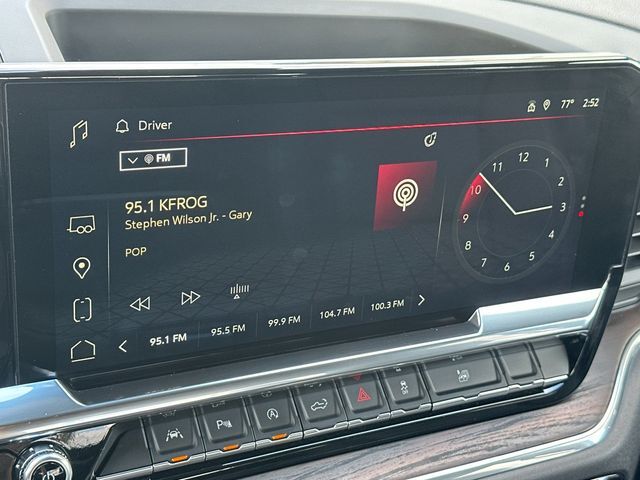 Driver
77° 2:52
FM
95.1 KFROG
Stephen Wilson Jr. - Gary
POP
12
1
2
3
4
5
6
7
8
9
10
11
95.1 FM 95.5 FM 99.9 FM 104.7 FM 100.3 FM
P
A